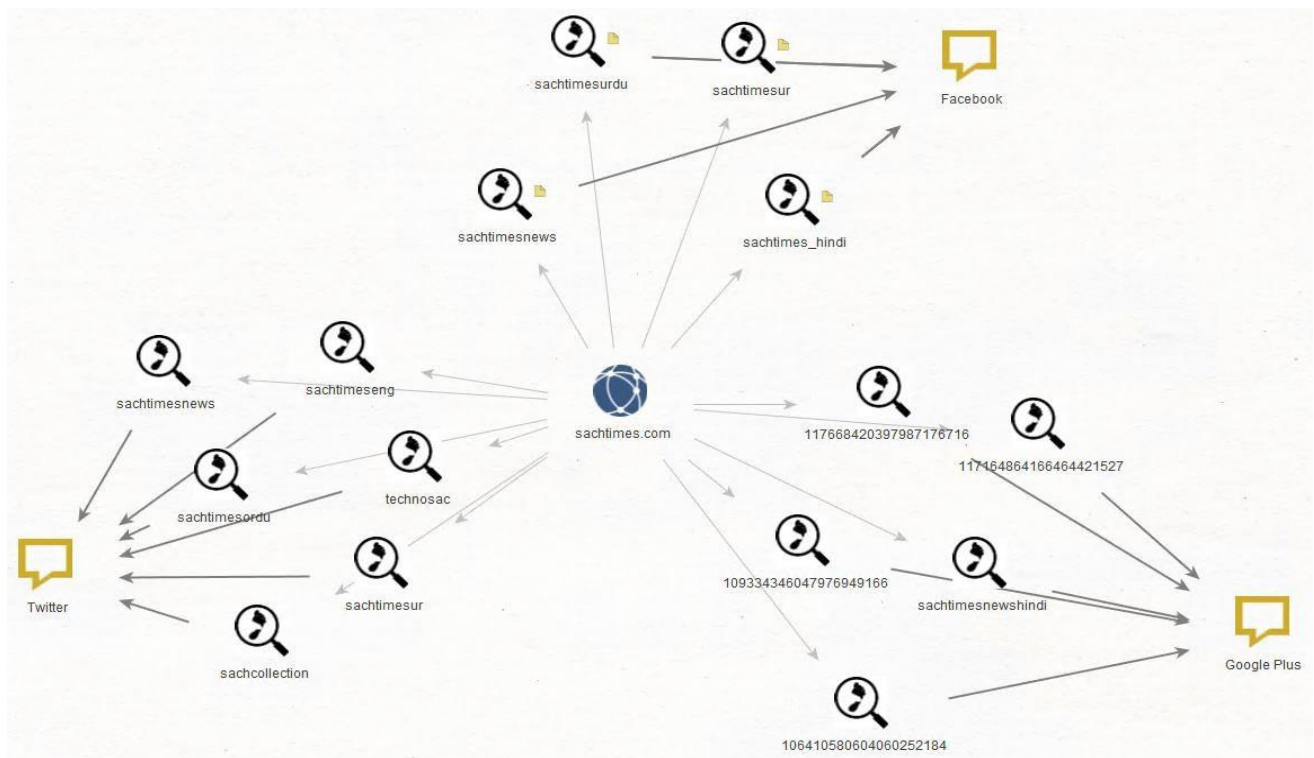 sachtimesurdu
sachtimesur
Facebook
sachtimesnews
sachtimes_hindi
sachtimesnews
sachtimeseng
sachtimes.com
117668420397987176716
117164864166464421527
technosac
sachtimesordu
109334346047976949166
sachtimesnewshindi
Twitter
sachtimesur
sachcollection
Google Plus
106410580604060252184